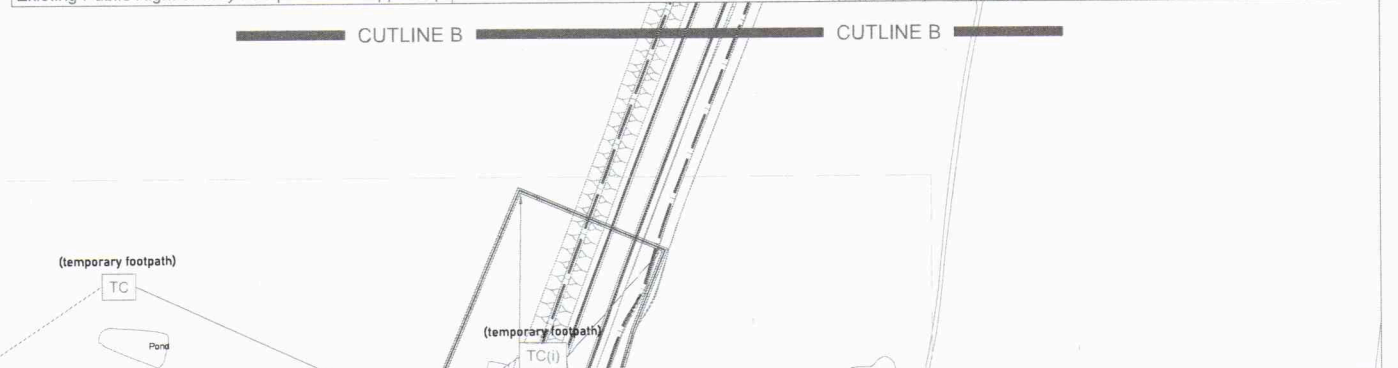 CUTLINE B CUTLINE B
(temporary footpath)
TC
Pond
(temporary footpath)
TC(i)